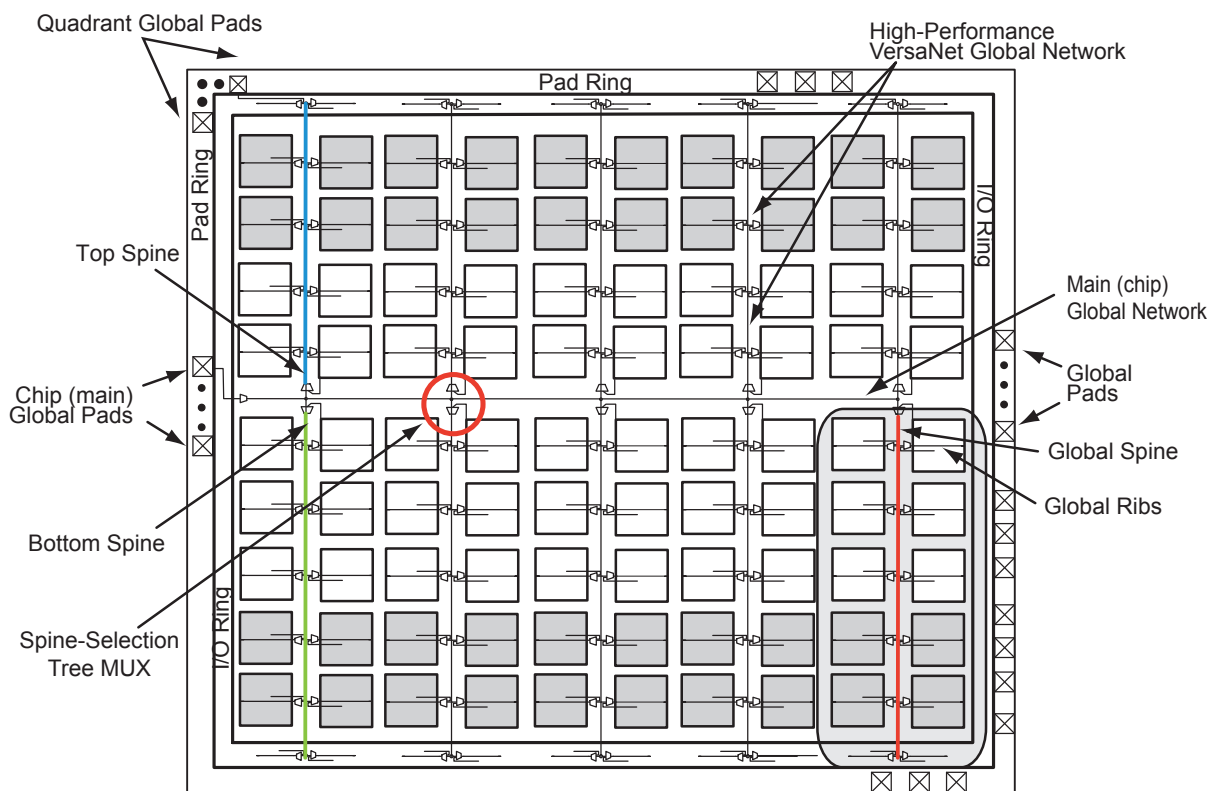 Quadrant Global Pads
High-Performance
VersaNet Global Network
Pad Ring
Pad Ring
I/O Ring
Top Spine
Main (chip)
Global Network
Chip (main)
Global Pads
Global
Pads
Global Spine
Global Ribs
Bottom Spine
I/O Ring
Spine-Selection
Tree MUX